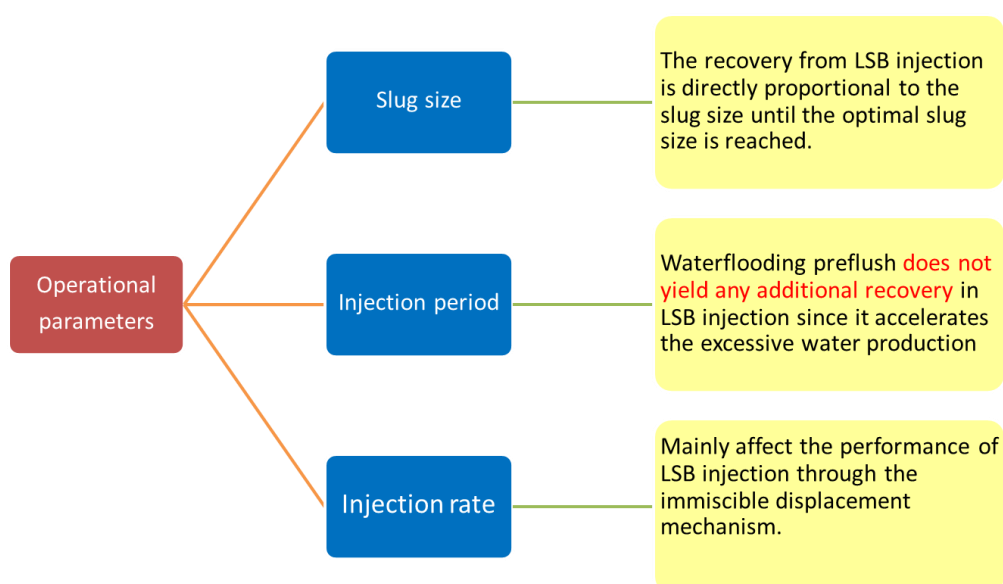 Slug size
The recovery from LSB injection
is directly proportional to the
slug size until the optimal slug
size is reached.
Operational
parameters
Injection period
Waterflooding preflush does not
yield any additional recovery in
LSB injection since it accelerates
the excessive water production
Injection rate
Mainly affect the performance of
LSB injection through the
immiscible displacement
mechanism.